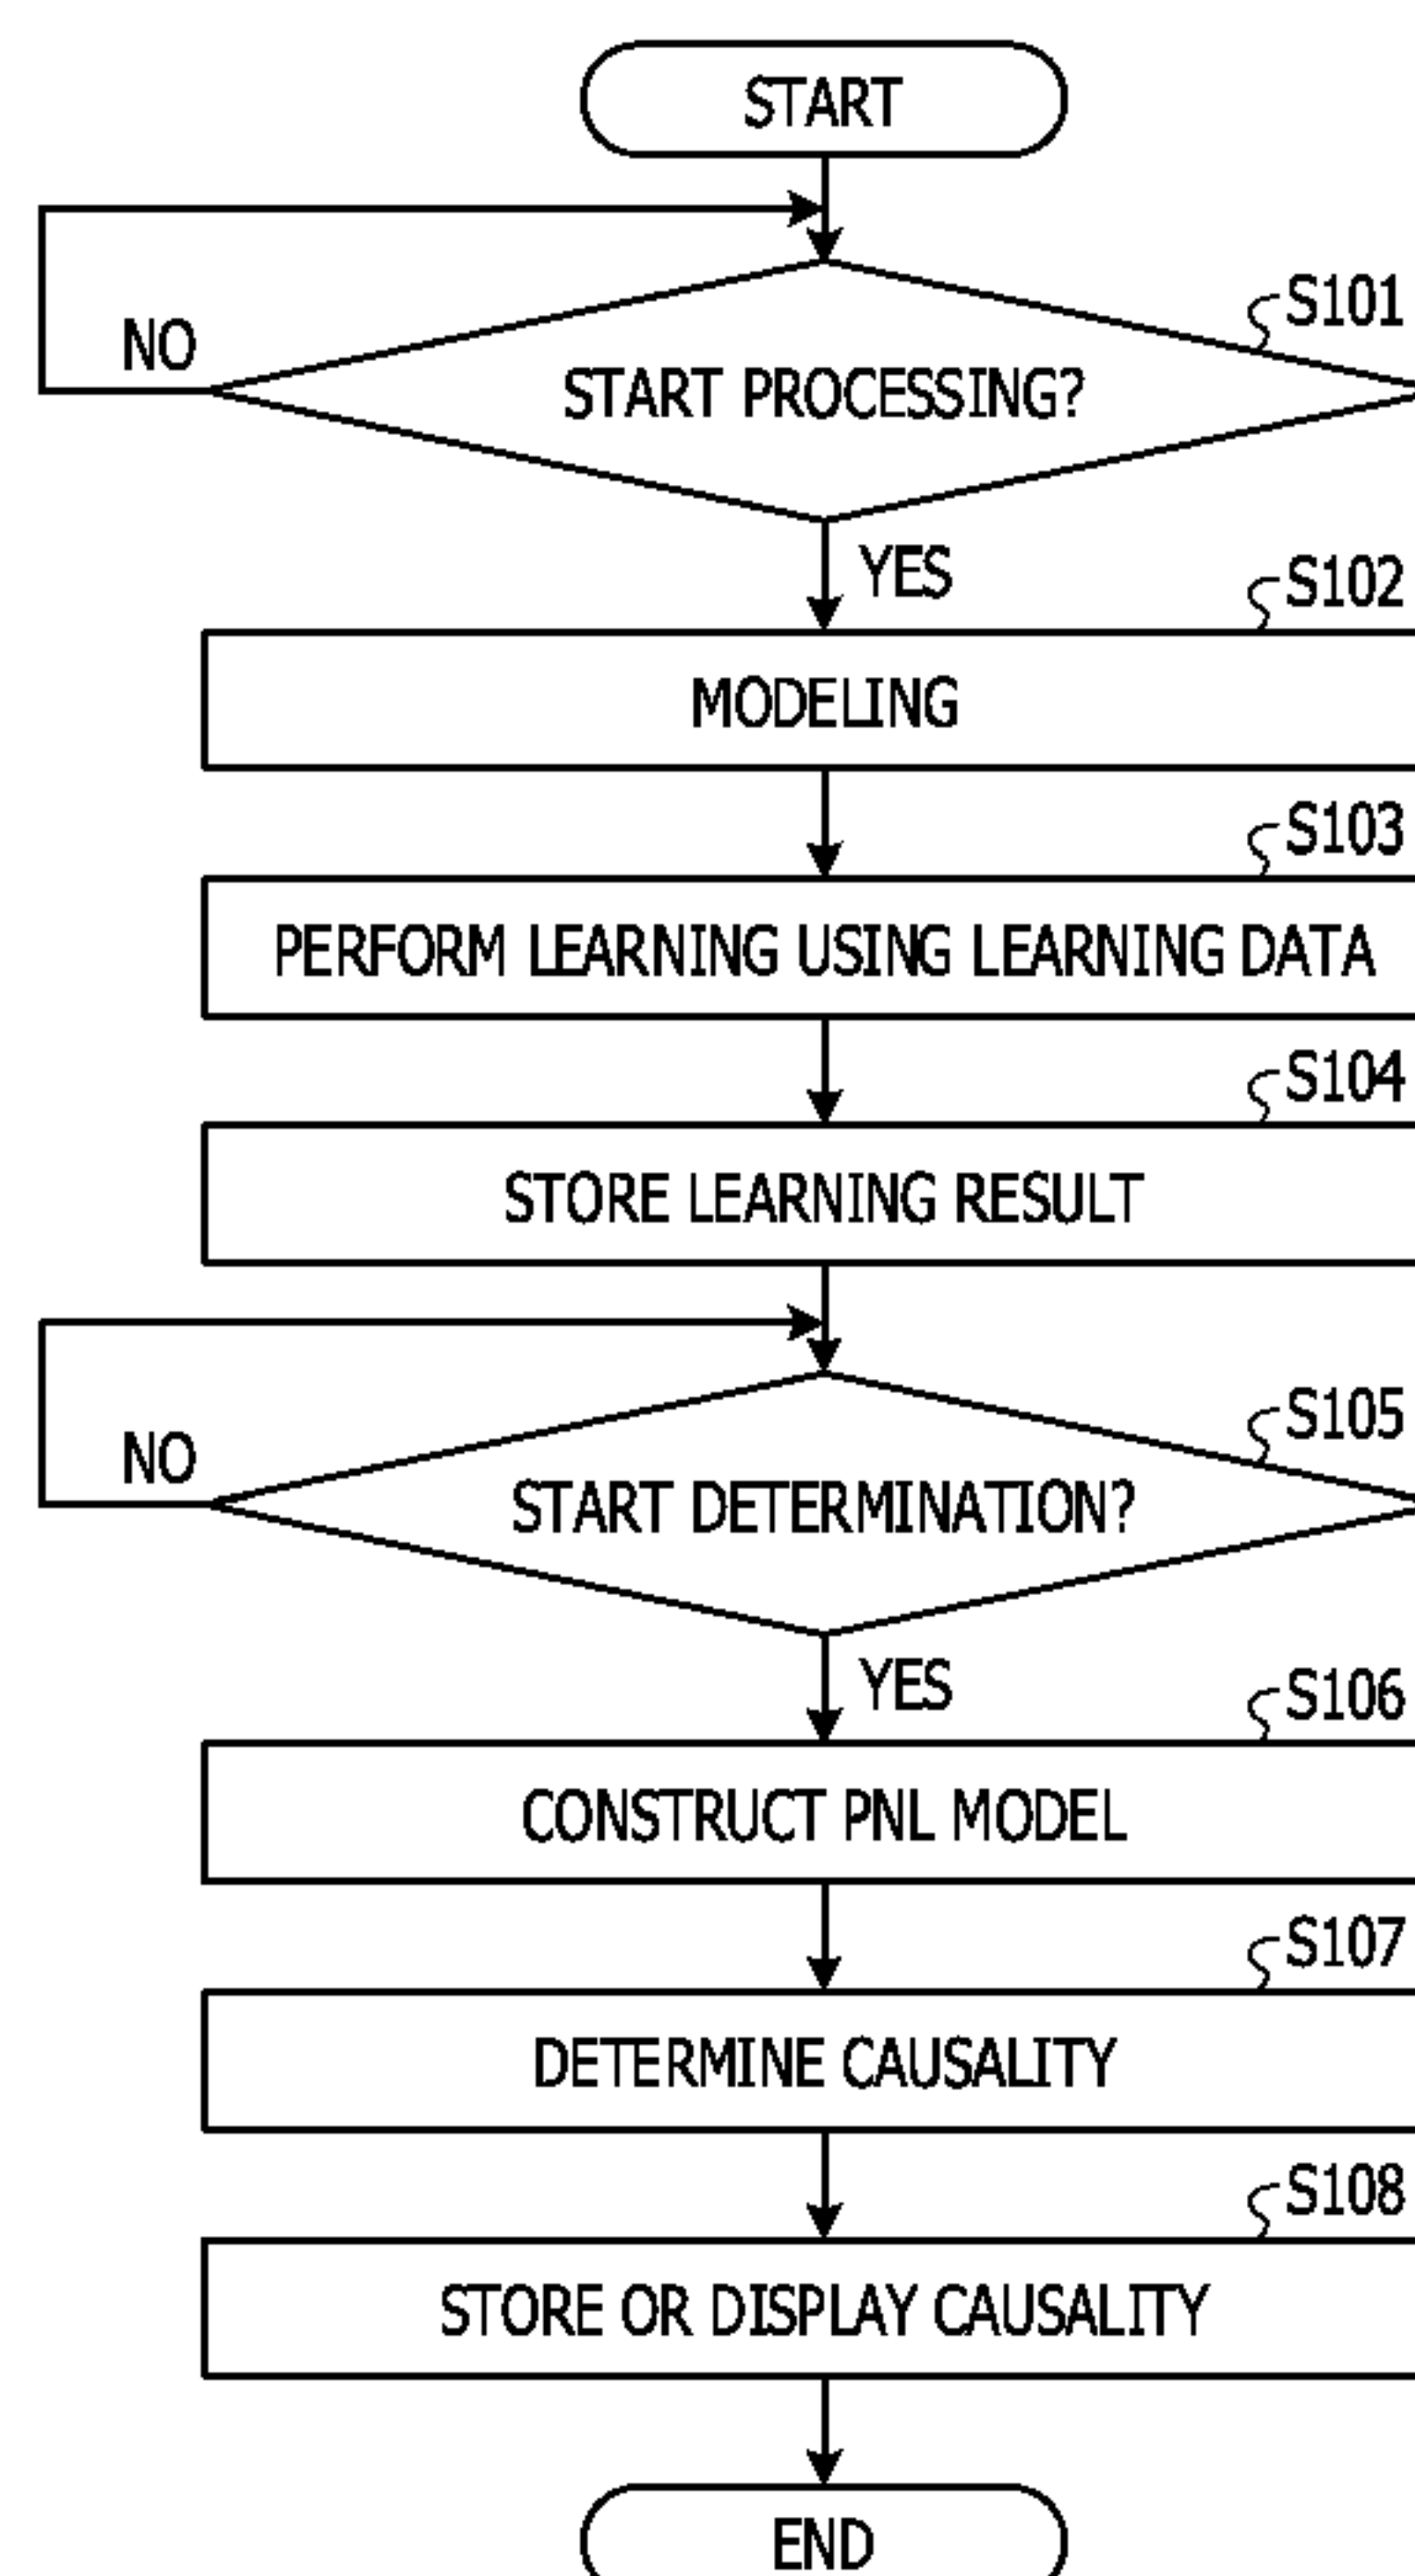 START
S101
NO
START PROCESSING?
YES
S102
MODELING
S103
PERFORM LEARNING USING LEARNING DATA
S104
STORE LEARNING RESULT
S105
NO
START DETERMINATION?
YES
S106
CONSTRUCT PNL MODEL
S107
DETERMINE CAUSALITY
S108
STORE OR DISPLAY CAUSALITY
END